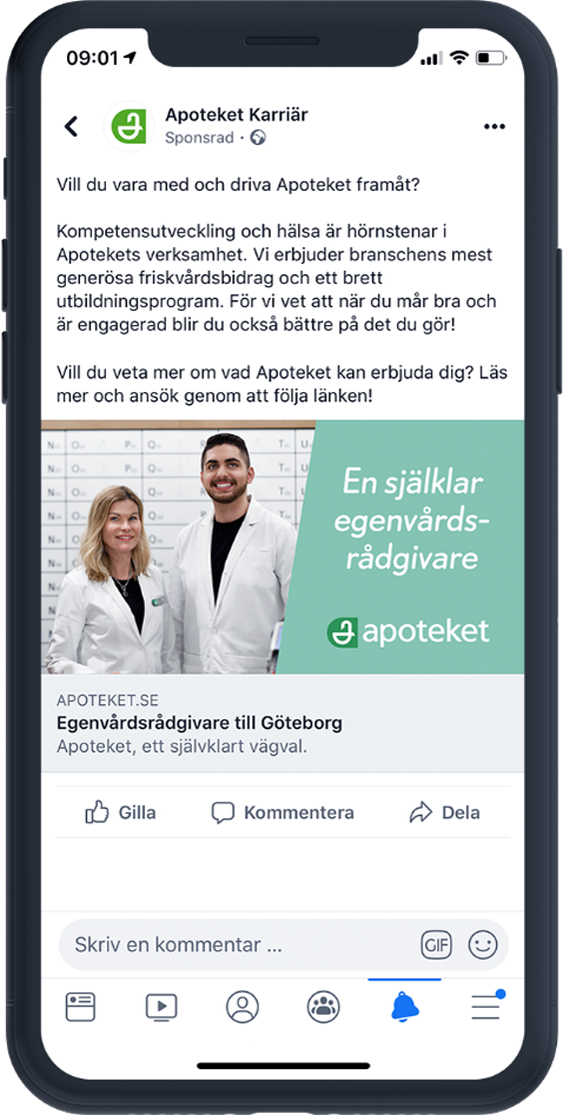 09:01
Apoteket Karriär
Sponsrad ·
Vill du vara med och driva Apoteket framåt?
Kompetensutveckling och hälsa är hörnstenar i
Apotekets verksamhet. Vi erbjuder branschens mest
generösa friskvårdsbidrag och ett brett
utbildningsprogram. För vi vet att när du mår bra och
är engagerad blir du också bättre på det du gör!
Vill du veta mer om vad Apoteket kan erbjuda dig? Läs
mer och ansök genom att följa länken!
En själklar
egenvårds-
rådgivare
apoteket
APOTEKET.SE
Egenvårdsrådgivare till Göteborg
Apoteket, ett självklart vägval.
Gilla Kommentera Dela
Skriv en kommentar ...
GIF